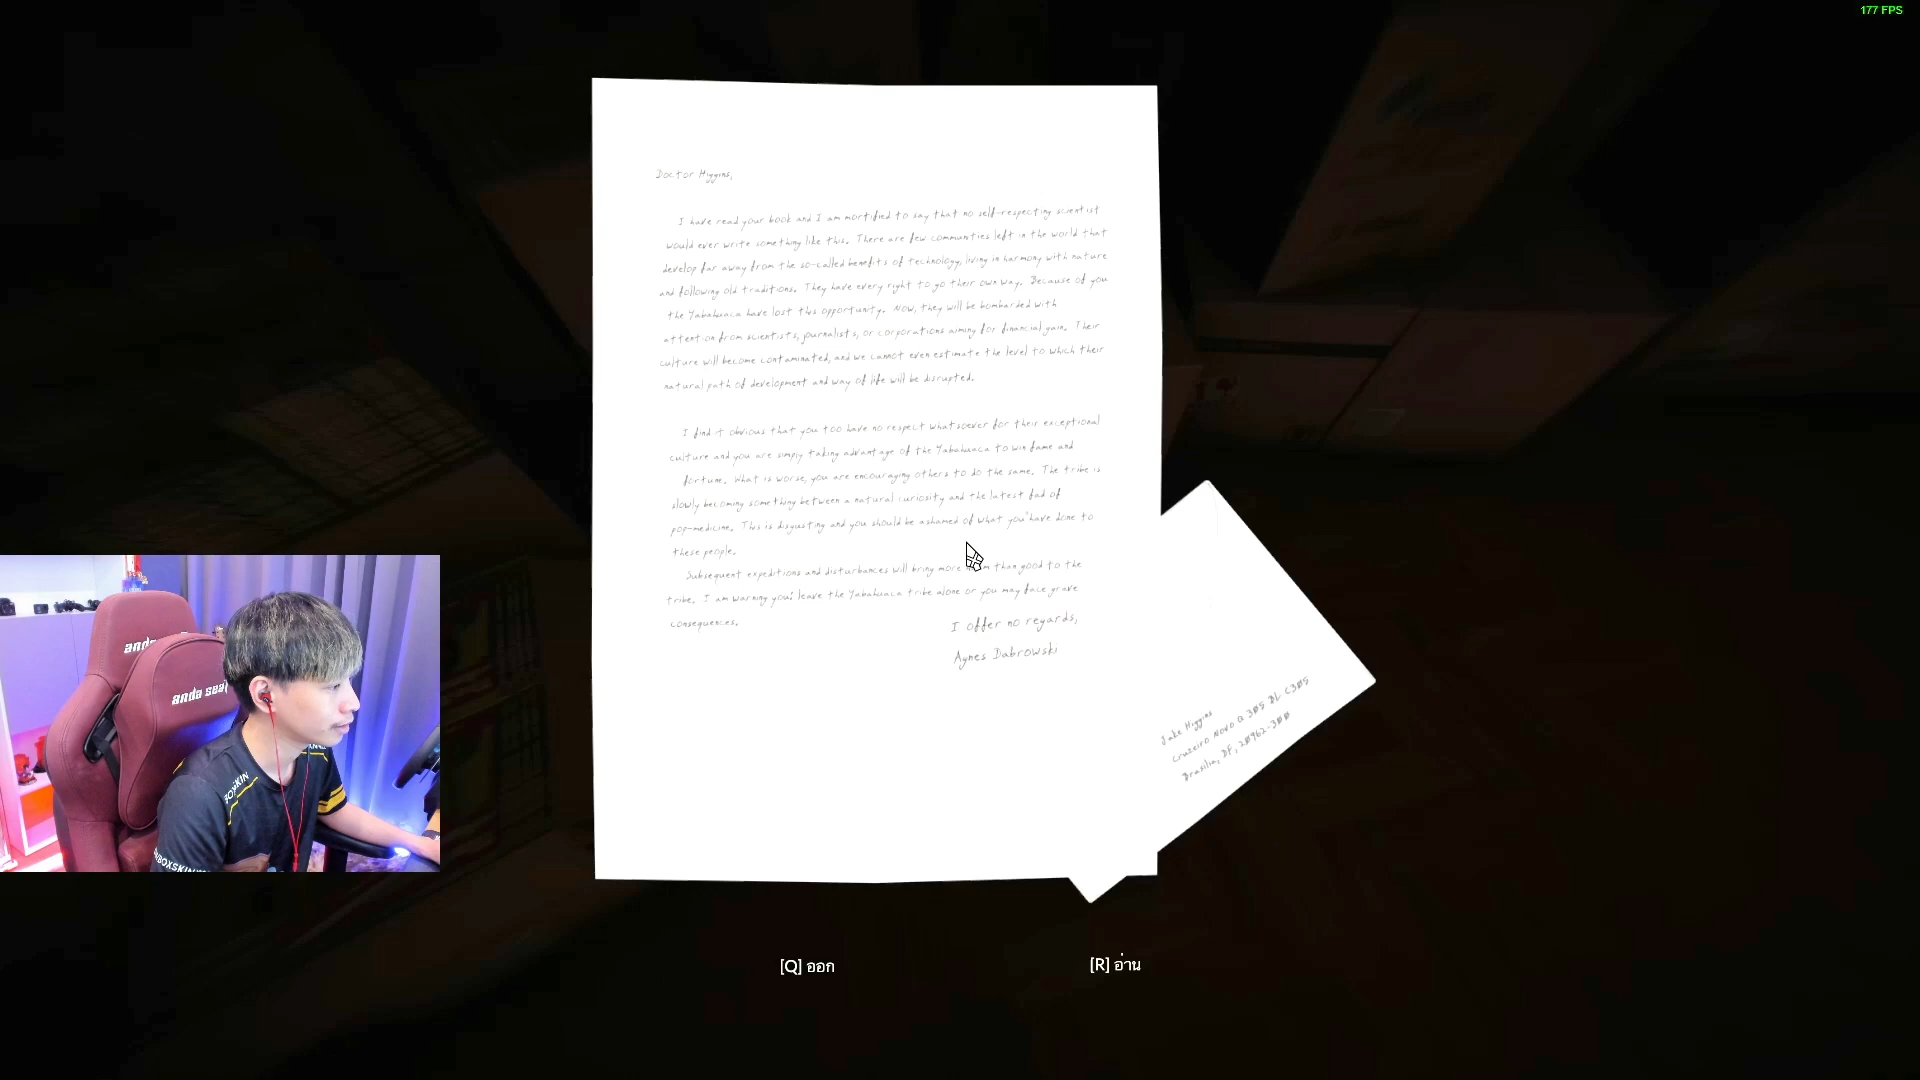 177 FPS
Doctor Higgins,
I have read your book and I am mortified to say that no self-respecting scientist
would ever write something like this. There are few communties left in the world that
develop far away from the so-called benefits of technology, living in harmony with nature
and following old traditions. They have every right to go their own way. Because of you
the Yabahuaca have lost this opportunity. Now, they will be bombarded with
attention from scientists, journalists, or corporations aiming for financial gain. Their
culture will become contaminated, and we cannot even estimate the level to which their
natural path of development and way of life will be disrupted.
I find it obvious that you too have no respect whatsoever for their exceptional
culture and you are simply taking advantage of the Yabahuaca to win fame and
fortune. What is worse, you are encouraging others to do the same. The tribe is
slowly becoming something between a natural curiosity and the latest fad of
pop-medicine. This is disgusting and you should be ashamed of what you have done to
these people.
Subsequent expeditions and disturbances will bring more than good to the
tribe. I am warning you: leave the Yabahuaca tribe alone or you may face grave
consequences.
I offer no regards,
Agnes Dabrowski
Jake Higgins
Cruzeiro Novo Q 305 BL. C305
Brasilia, DF, 20962-300
anda seat
[Q] ออก
[R] อ่าน